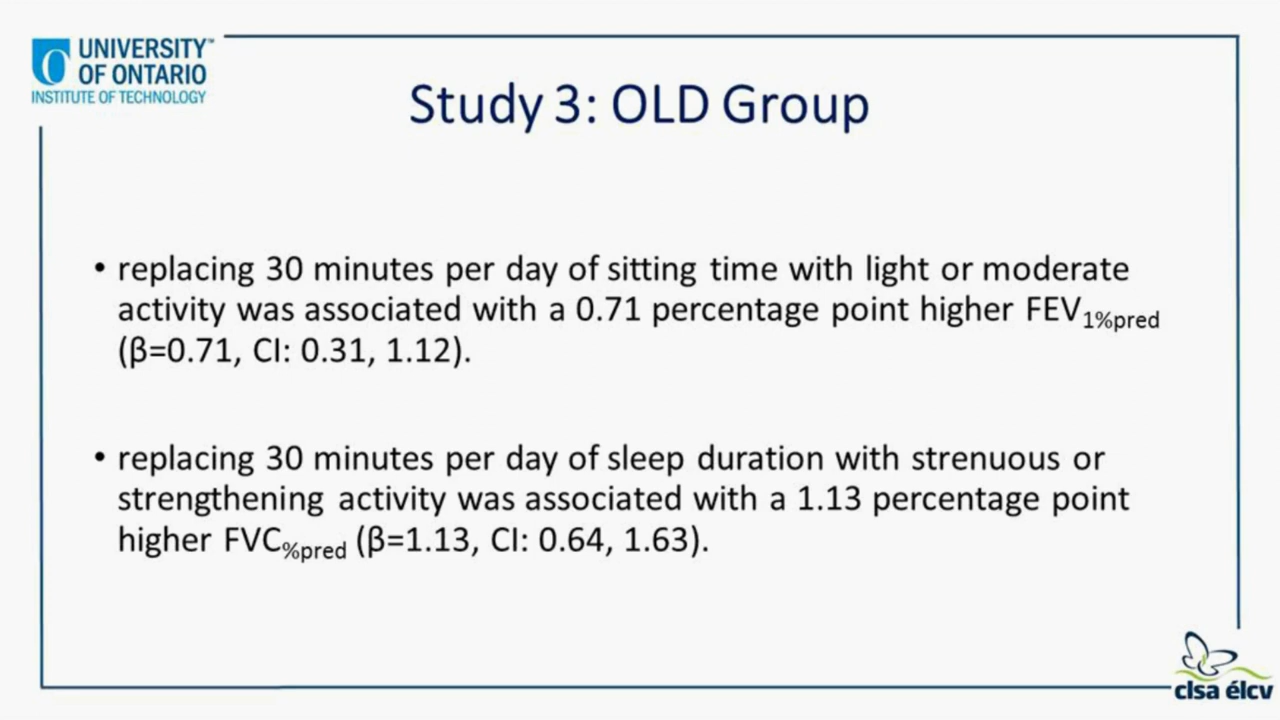 UNIVERSITY™
OF ONTARIO
INSTITUTE OF TECHNOLOGY
Study 3: OLD Group
• replacing 30 minutes per day of sitting time with light or moderate
activity was associated with a 0.71 percentage point higher FEV1%pred
(β=0.71, CI: 0.31, 1.12).
• replacing 30 minutes per day of sleep duration with strenuous or
strengthening activity was associated with a 1.13 percentage point
higher FVC%pred (β=1.13, CI: 0.64, 1.63).
clsa élcv